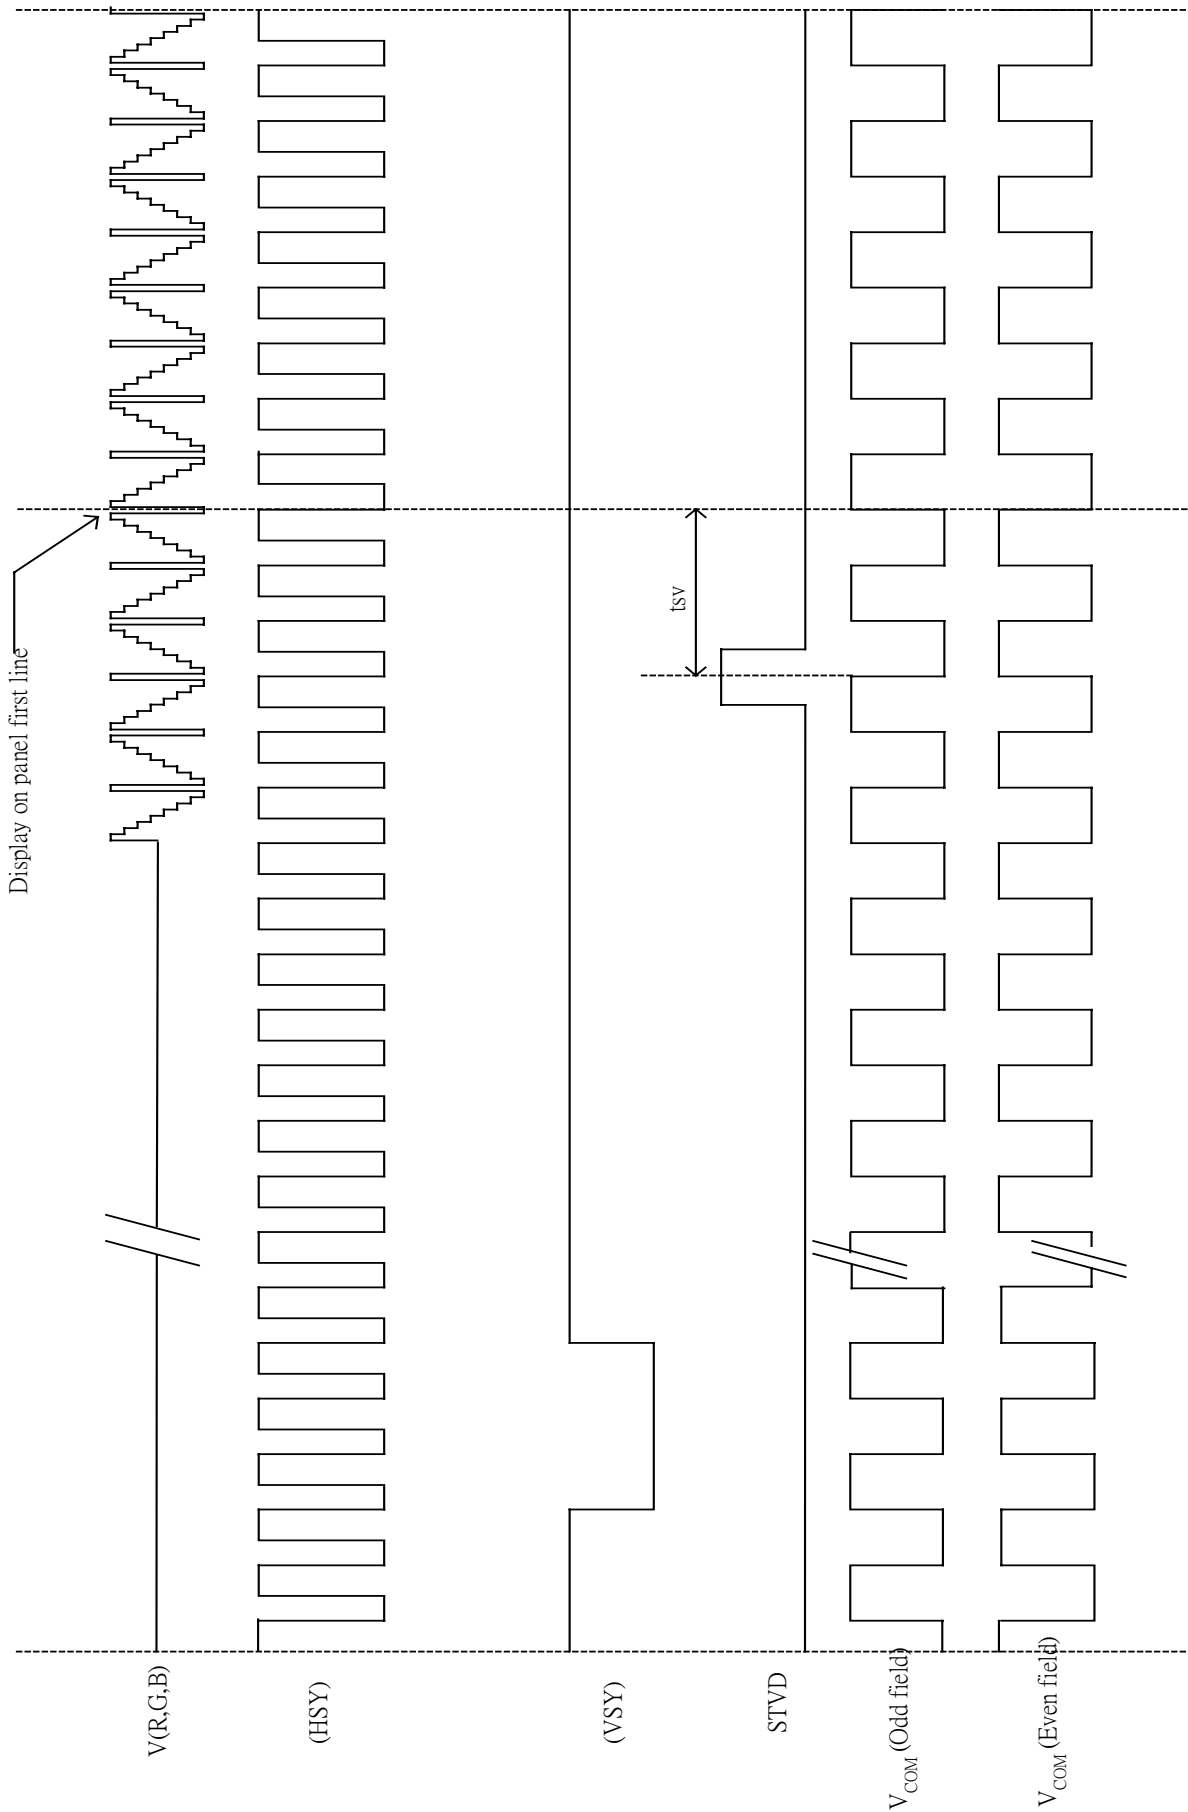 Display on panel first line
tsv
V(R,G,B)
(HSY)
(VSY)
STVD
VCOM (Odd field)
VCOM (Even field)